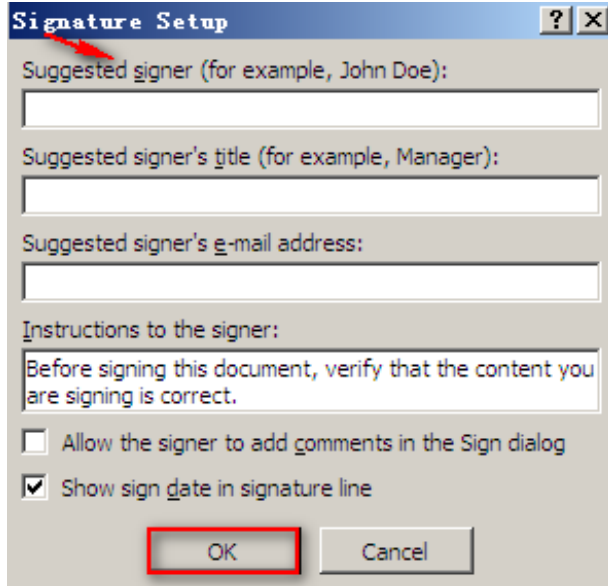 Signature Setup
Suggested signer (for example, John Doe):
Suggested signer's title (for example, Manager):
Suggested signer's e-mail address:
Instructions to the signer:
Before signing this document, verify that the content you
are signing is correct.
Allow the signer to add comments in the Sign dialog
Show sign date in signature line
OK Cancel